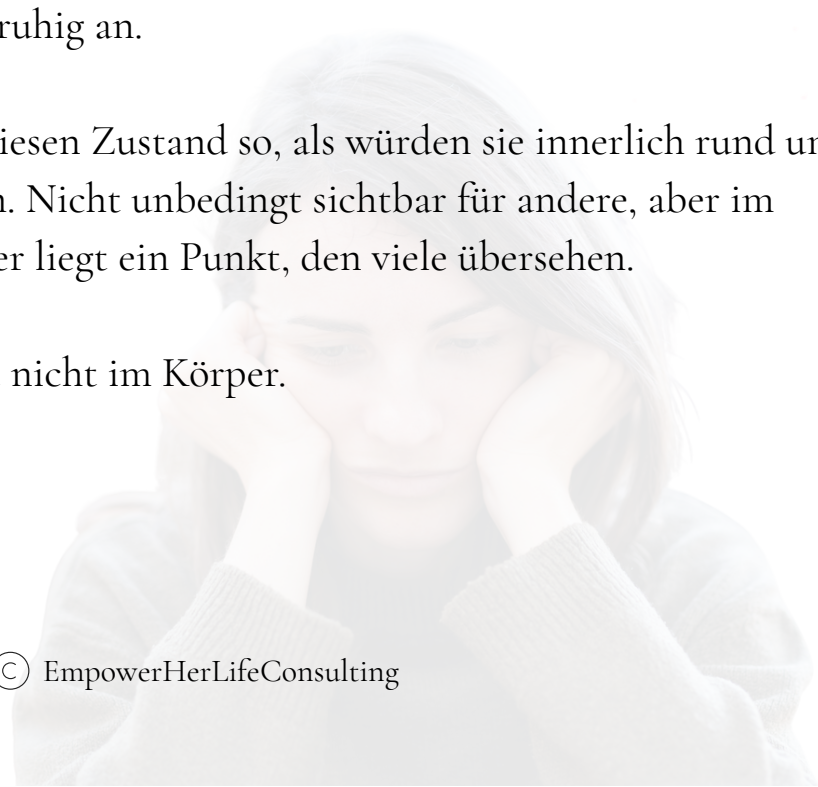 ruhig an.
iesen Zustand so, als würden sie innerlich rund un
n. Nicht unbedingt sichtbar für andere, aber im
er liegt ein Punkt, den viele übersehen.
nicht im Körper.
© EmpowerHerLifeConsulting